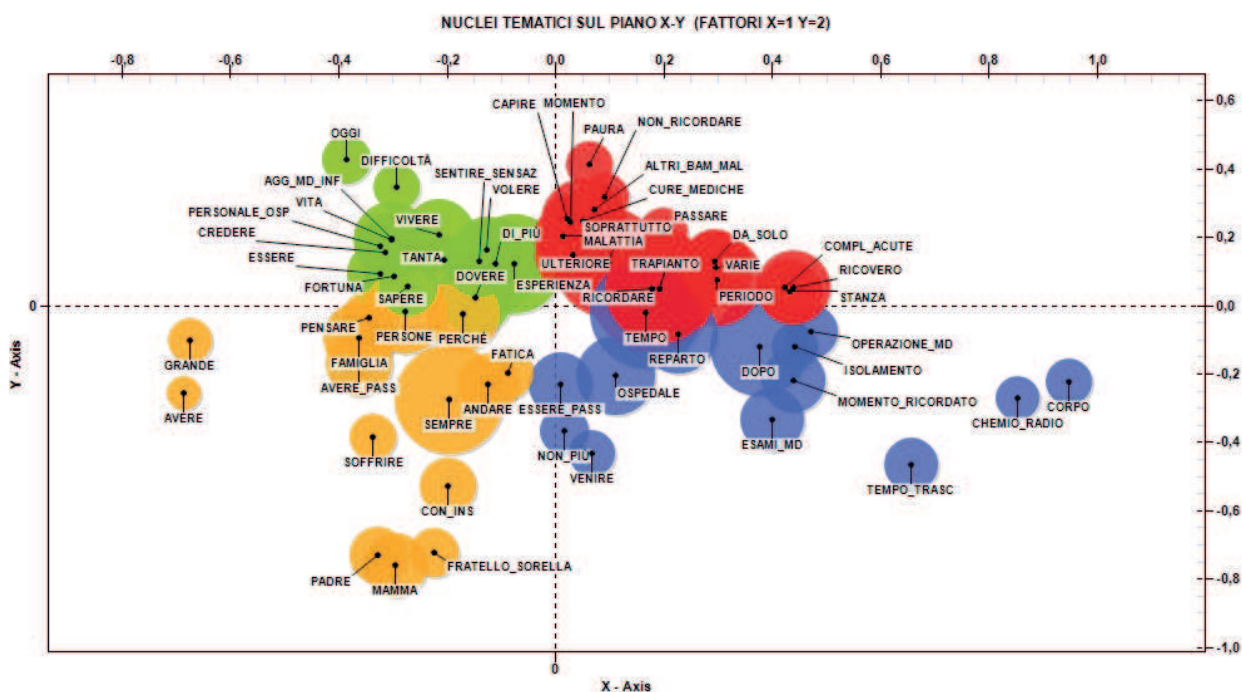 NUCLEI TEMATICI SUL PIANO X-Y (FATTORI X=1 Y=2)
-0,8 -0,6 -0,4 -0,2 0 0,2 0,4 0,6 0,8 1,0
CAPIRE MOMENTO
0,6
PAURA NON_RICORDARE
OGGI
DIFFICOLTÀ
SENTIRE_SENSAZ
ALTRI_BAM_MAL
0,4
AGG_MD_INF
VOLERE
CURE_MEDICHE
VITA
PERSONALE_OSP
VIVERE
DI_PIÙ
SOPRATTUTTO
PASSARE
CREDERE
MALATTIA
DA_SOLO
0,2
ESSERE
TANTA
DOVERE
ULTERIORE
TRAPIANTO
VARIE
COMPL_ACUTE
FORTUNA
ESPERIENZA
RICOVERO
SAPERE
RICORDARE
PERIODO
STANZA
0
0,0
PENSARE
PERSONE
PERCHÈ
TEMPO
OPERAZIONE_MD
FAMIGLIA
FATICA
REPARTO
GRANDE
AVERE_PASS
DOPO
ISOLAMENTO
ANDARE
ESSERE_PASS
OSPEDALE
MOMENTO_RICORDATO
-0,2
AVERE
SEMPRE
CHEMIO_RADIO
CORPO
ESAMI_MD
-0,4
SOFFRIRE
NON_PIÙ
VENIRE
TEMPO_TRASC
CON_INS
-0,6
PADRE
FRATELLO_SORELLA
MAMMA
-0,8
-1,0
0
X - Axis
Y - Axis